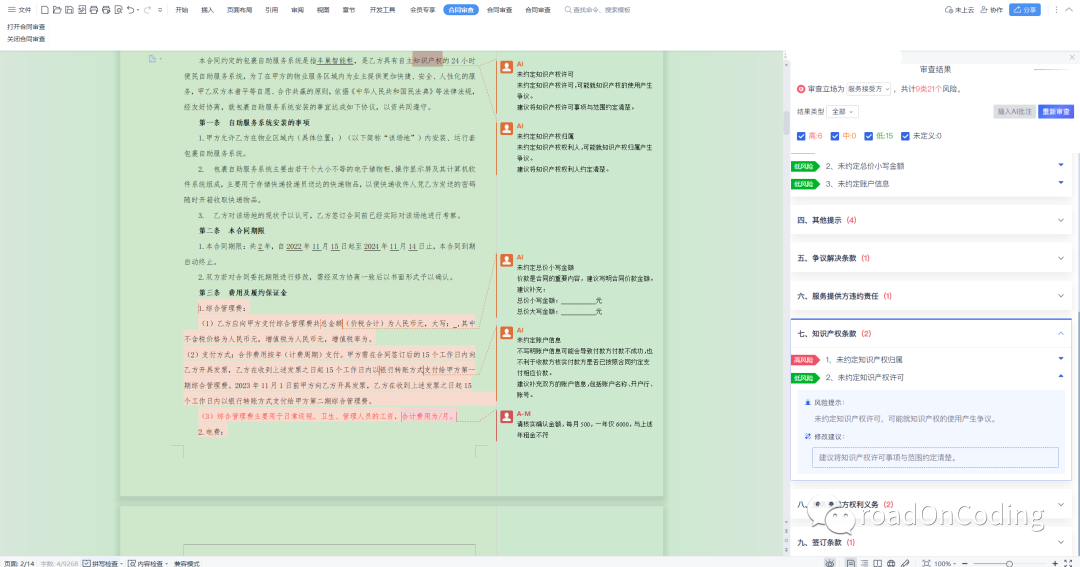 文件 开始 插入 页面布局 引用 审阅 视图 章节 开发工具 会员专享 合同审查 合同审查 合同审查 查找命令、搜索模板 未上云 协作 分享
打开合同审查
关闭合同审查
本合同约定的包裹自助服务系统是指丰巢智能柜,是乙方具有自主知识产权的24小时
便民自助服务系统,为了在甲方的物业服务区域内为业主提供更加快捷、安全、人性化的服
务,甲乙双方本着平等自愿、合作共赢的原则,依据《中华人民共和国民法典》等法律法规,
经友好协商,就包裹自助服务系统安装的事宜达成如下协议,以资共同遵守。
第一条 自助服务系统安装的事项
1.甲方允许乙方在物业区域内(具体位置:)(以下简称“该场地”)内安装、运行套
包裹自助服务系统。
2. 包裹自助服务系统主要由若干个大小不等的电子储物柜、操作显示屏及其计算机软
件系统组成,主要用于存储快递投递员送达的快递物品,以便快递收件人凭乙方发送的密码
随时开箱收取快递物品。
3. 乙方对该场地的现状予以认可,乙方签订合同前已经实际对该场地进行考察。
第二条 本合同期限
1.本合同期限:共2年,自2022年11月15日起至2024年11月14日止,本合同到期
自动终止。
2.双方若对合同委托期限进行修改,需经双方协商一致后以书面形式予以确认。
第三条 费用及履约保证金
1.综合管理费:
(1)乙方应向甲方支付综合管理费共总金额(价税合计)为人民币元,大写:_,其中
不含税价格为人民币元,增值税为人民币元,增值税率为。
(2)支付方式:合作费用按年(计费周期)支付。甲方需在合同签订后的15个工作日内向
乙方开具发票,乙方在收到上述发票之日起15个工作日内以银行转账方式支付给甲方第一
期综合管理费。2023年11月1日前甲方向乙方开具发票,乙方在收到上述发票之日起15
个工作日内以银行转账方式支付给甲方第二期综合管理费。
(3)综合管理费主要用于日常巡视、卫生、管理人员的工资,合计费用为/月。
2.电费:
AI
未约定知识产权许可
未约定知识产权许可,可能就知识产权的使用产生
争议。
建议将知识产权许可事项与范围约定清楚。
AI
未约定知识产权归属
未约定知识产权权利人,可能就知识产权归属产生
争议。
建议将知识产权权利人约定清楚。
AI
未约定总价小写金额
价款是合同的重要内容,建议写明合同价款金额。
建议补充:
总价小写金额:__________元
总价大写金额:__________元
AI
未约定账户信息
不写明账户信息可能会导致付款方付款不成功,也
不利于收款方核实付款方是否已按照合同约定支
付相应价款。
建议补充双方的账户信息,包括账户名称、开户行、
账号。
A-M
请核实确认金额,每月500,一年仅6000,与上述
年租金不符
审查结果
审查立场为 服务接受方 ,共计9类21个风险。
结果类型 全部 插入AI批注 重新审查
高:6 中:0 低:15 未定义:0
低风险 2、未约定总价小写金额
低风险 3、未约定账户信息
四、其他提示 (4)
五、争议解决条款 (1)
六、服务提供方违约责任 (1)
七、知识产权条款 (2)
高风险 1、未约定知识产权归属
低风险 2、未约定知识产权许可
风险提示:
未约定知识产权许可,可能就知识产权的使用产生争议。
修改建议:
建议将知识产权许可事项与范围约定清楚。
八、方权利义务 (2)
roadOnCoding
九、签订条款 (1)
页面: 2/14 字数: 4/9268 拼写检查 内容检查 兼容模式 100%